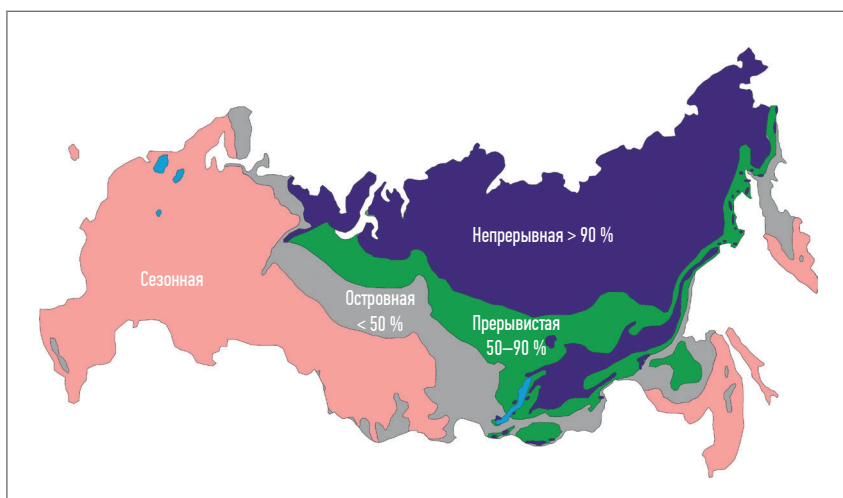 Непрерывная > 90 %
Сезонная
Островная
< 50 %
Прерывистая
50–90 %